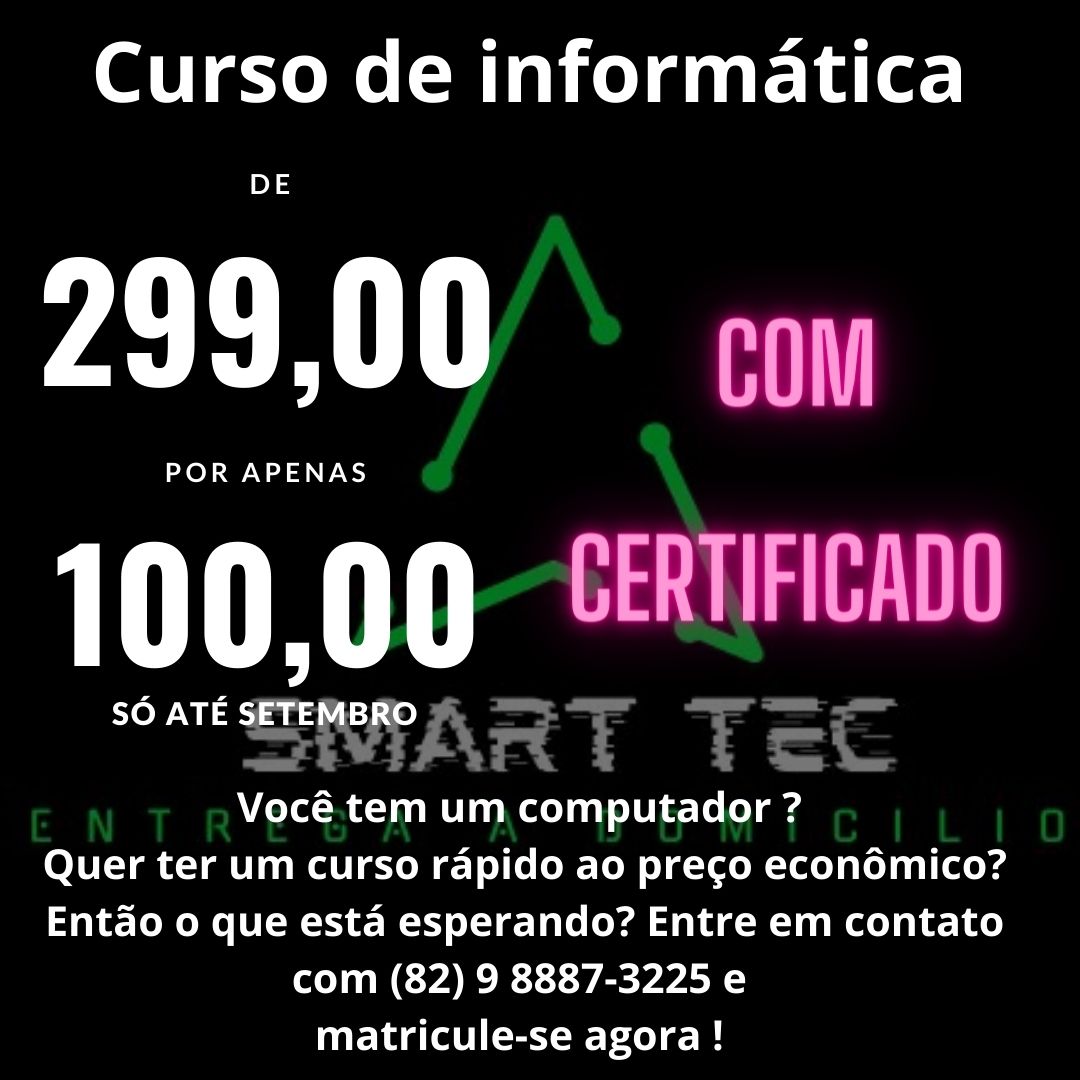 Curso de informática
DE
299,00
POR APENAS
100,00
SÓ ATÉ SETEMBRO
COM
CERTIFICADO
SMART TEC
ENTREGA A DOMICILIO
Você tem um computador ?
Quer ter um curso rápido ao preço econômico?
Então o que está esperando? Entre em contato
com (82) 9 8887-3225 e
matricule-se agora !